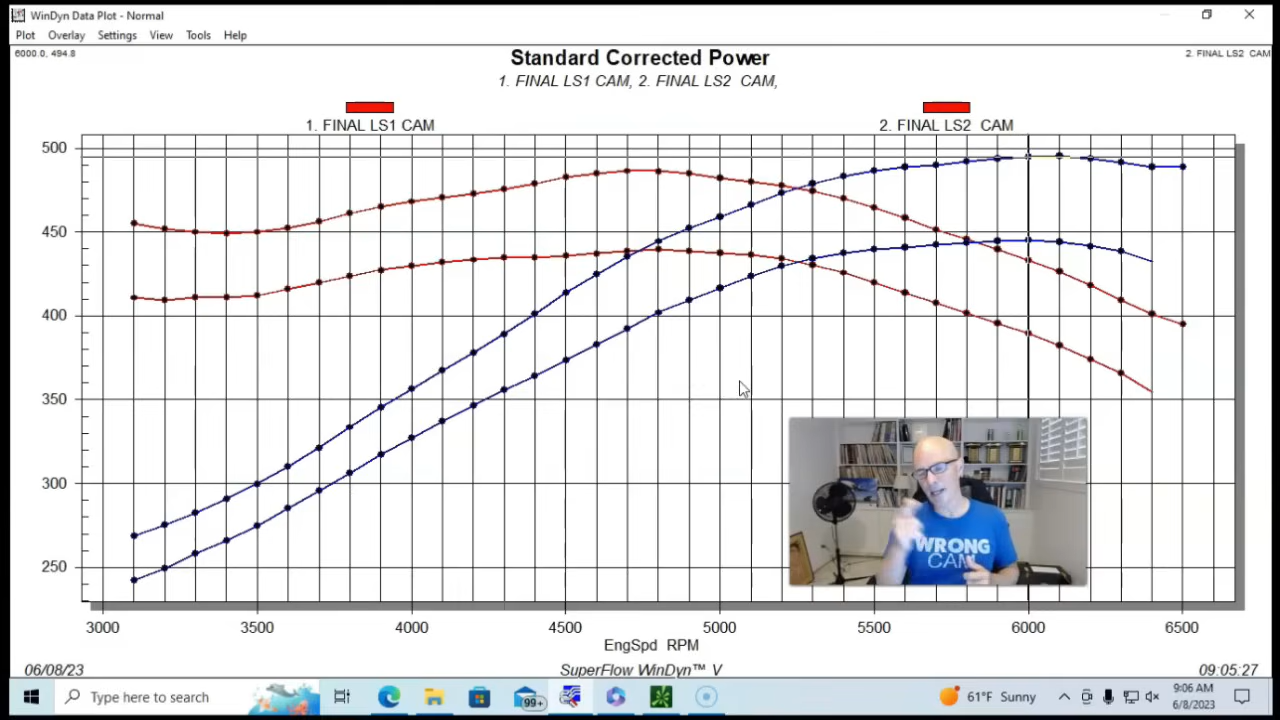 WinDyn Data Plot - Normal
Plot Overlay Settings View Tools Help
6000.0, 494.8
2. FINAL LS2 CAM
Standard Corrected Power
1. FINAL LS1 CAM, 2. FINAL LS2 CAM,
1. FINAL LS1 CAM
2. FINAL LS2 CAM
500
450
400
350
300
250
WRONG
CAM
3000 3500 4000 4500 5000 5500 6000 6500
EngSpd RPM
06/08/23
SuperFlow WinDyn™ V
09:05:27
Type here to search
99+
61°F Sunny
9:06 AM
6/8/2023